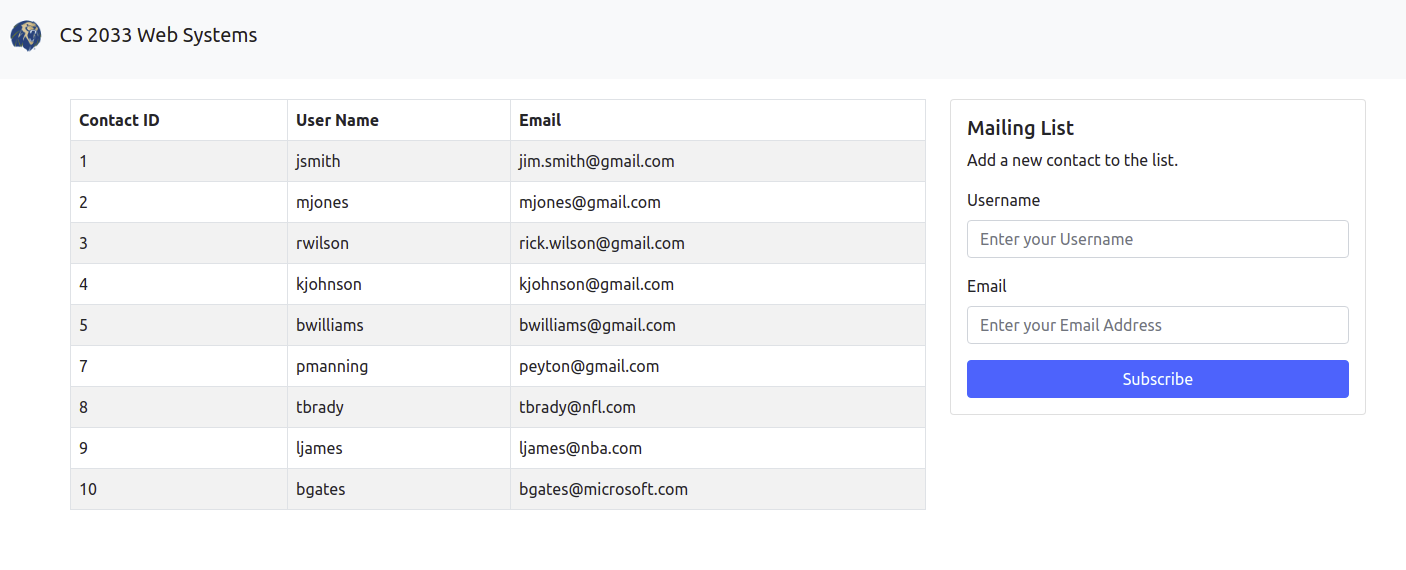 CS 2033 Web Systems
Contact ID User Name Email
1 jsmith jim.smith@gmail.com
2 mjones mjones@gmail.com
3 rwilson rick.wilson@gmail.com
4 kjohnson kjohnson@gmail.com
5 bwilliams bwilliams@gmail.com
7 pmanning peyton@gmail.com
8 tbrady tbrady@nfl.com
9 ljames ljames@nba.com
10 bgates bgates@microsoft.com
Mailing List
Add a new contact to the list.
Username
Enter your Username
Email
Enter your Email Address
Subscribe